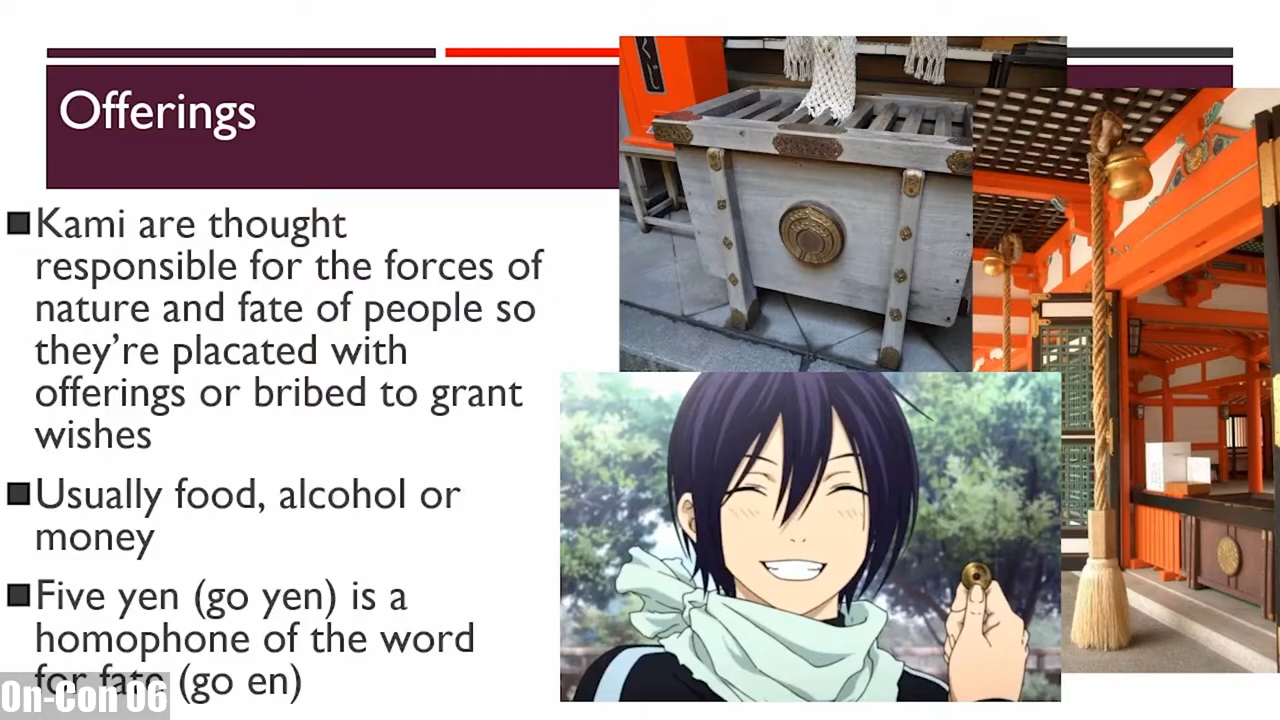 Offerings
Kami are thought
responsible for the forces of
nature and fate of people so
they're placated with
offerings or bribed to grant
wishes
Usually food, alcohol or
money
Five yen (go yen) is a
homophone of the word
for fate (go en)
On-Con 06